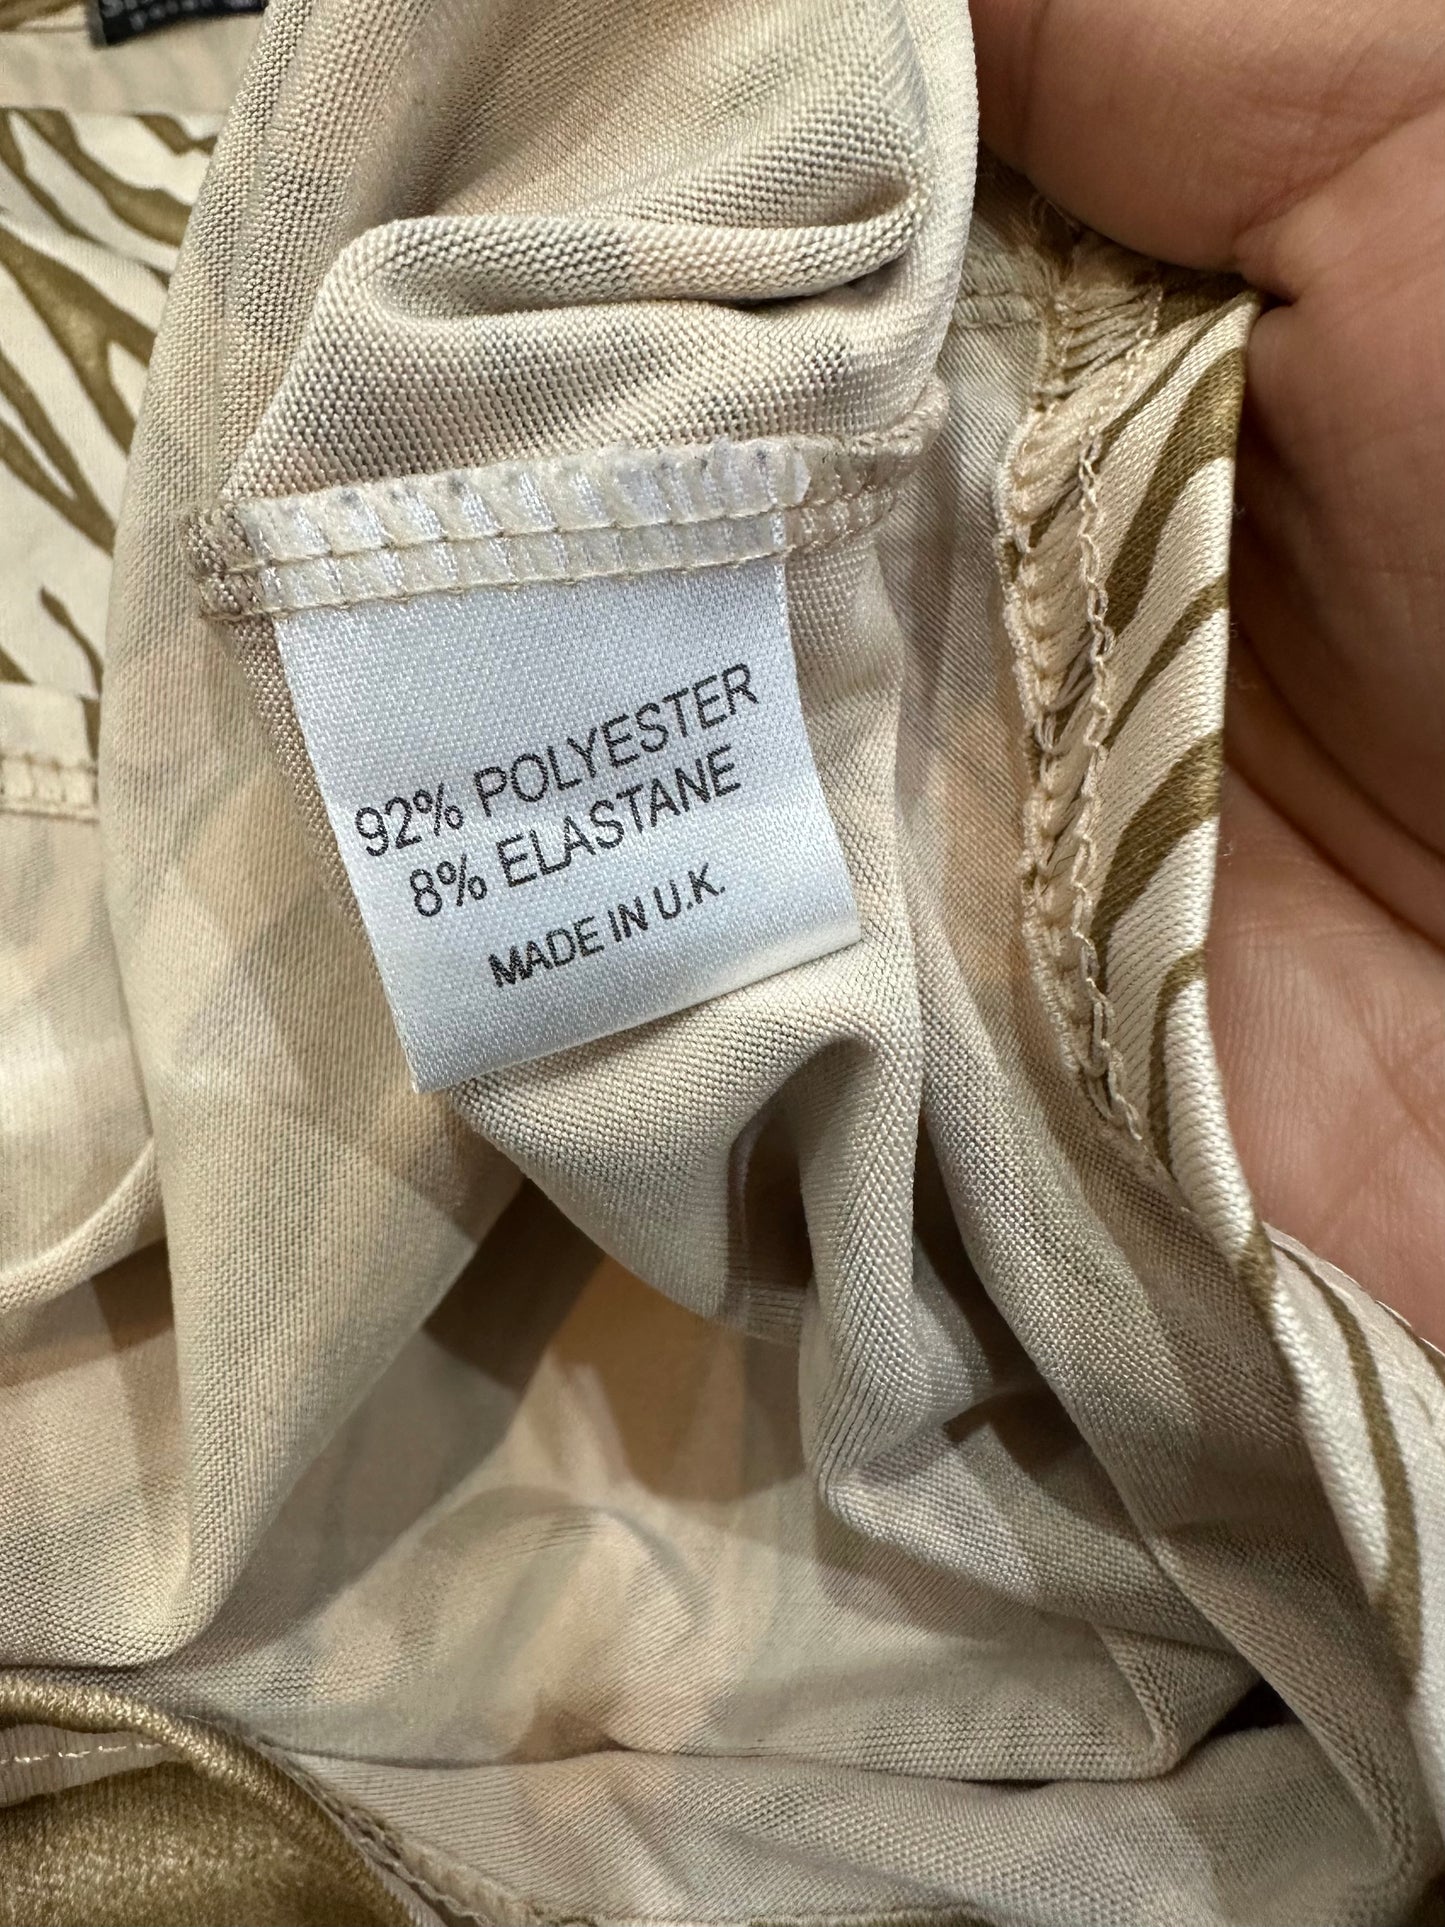 92% POLYESTER
8% ELASTANE
MADE IN U.K.